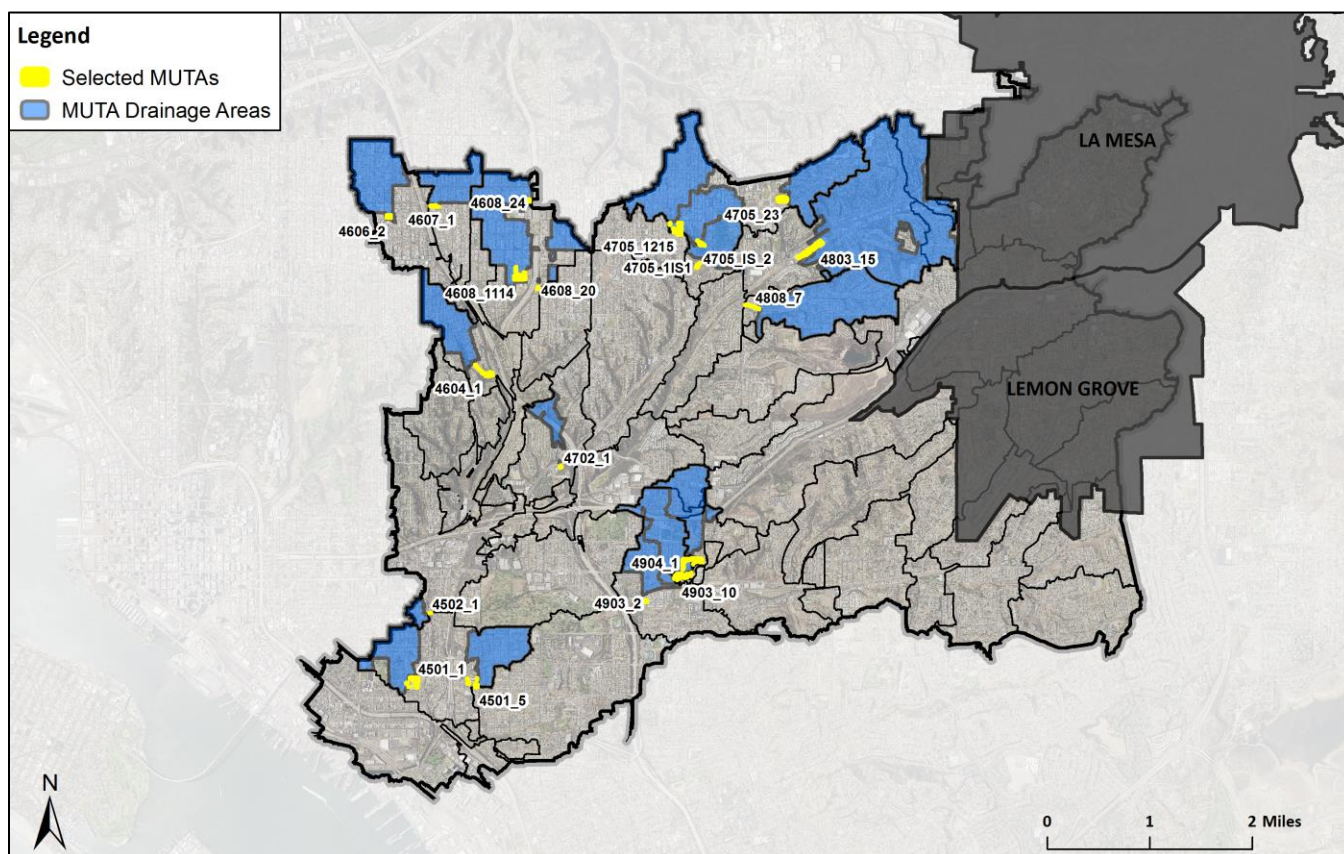 Legend
Selected MUTAs
MUTA Drainage Areas
LA MESA
4608_24
4607_1
4606_2
4705_23
4705_1215
4705_IS_2
4705_1IS1
4803_15
4608_1114
4608_20
4808_7
4604_1
LEMON GROVE
4702_1
4904_1
4903_10
4903_2
4502_1
4501_1
4501_5
N
0 1 2 Miles